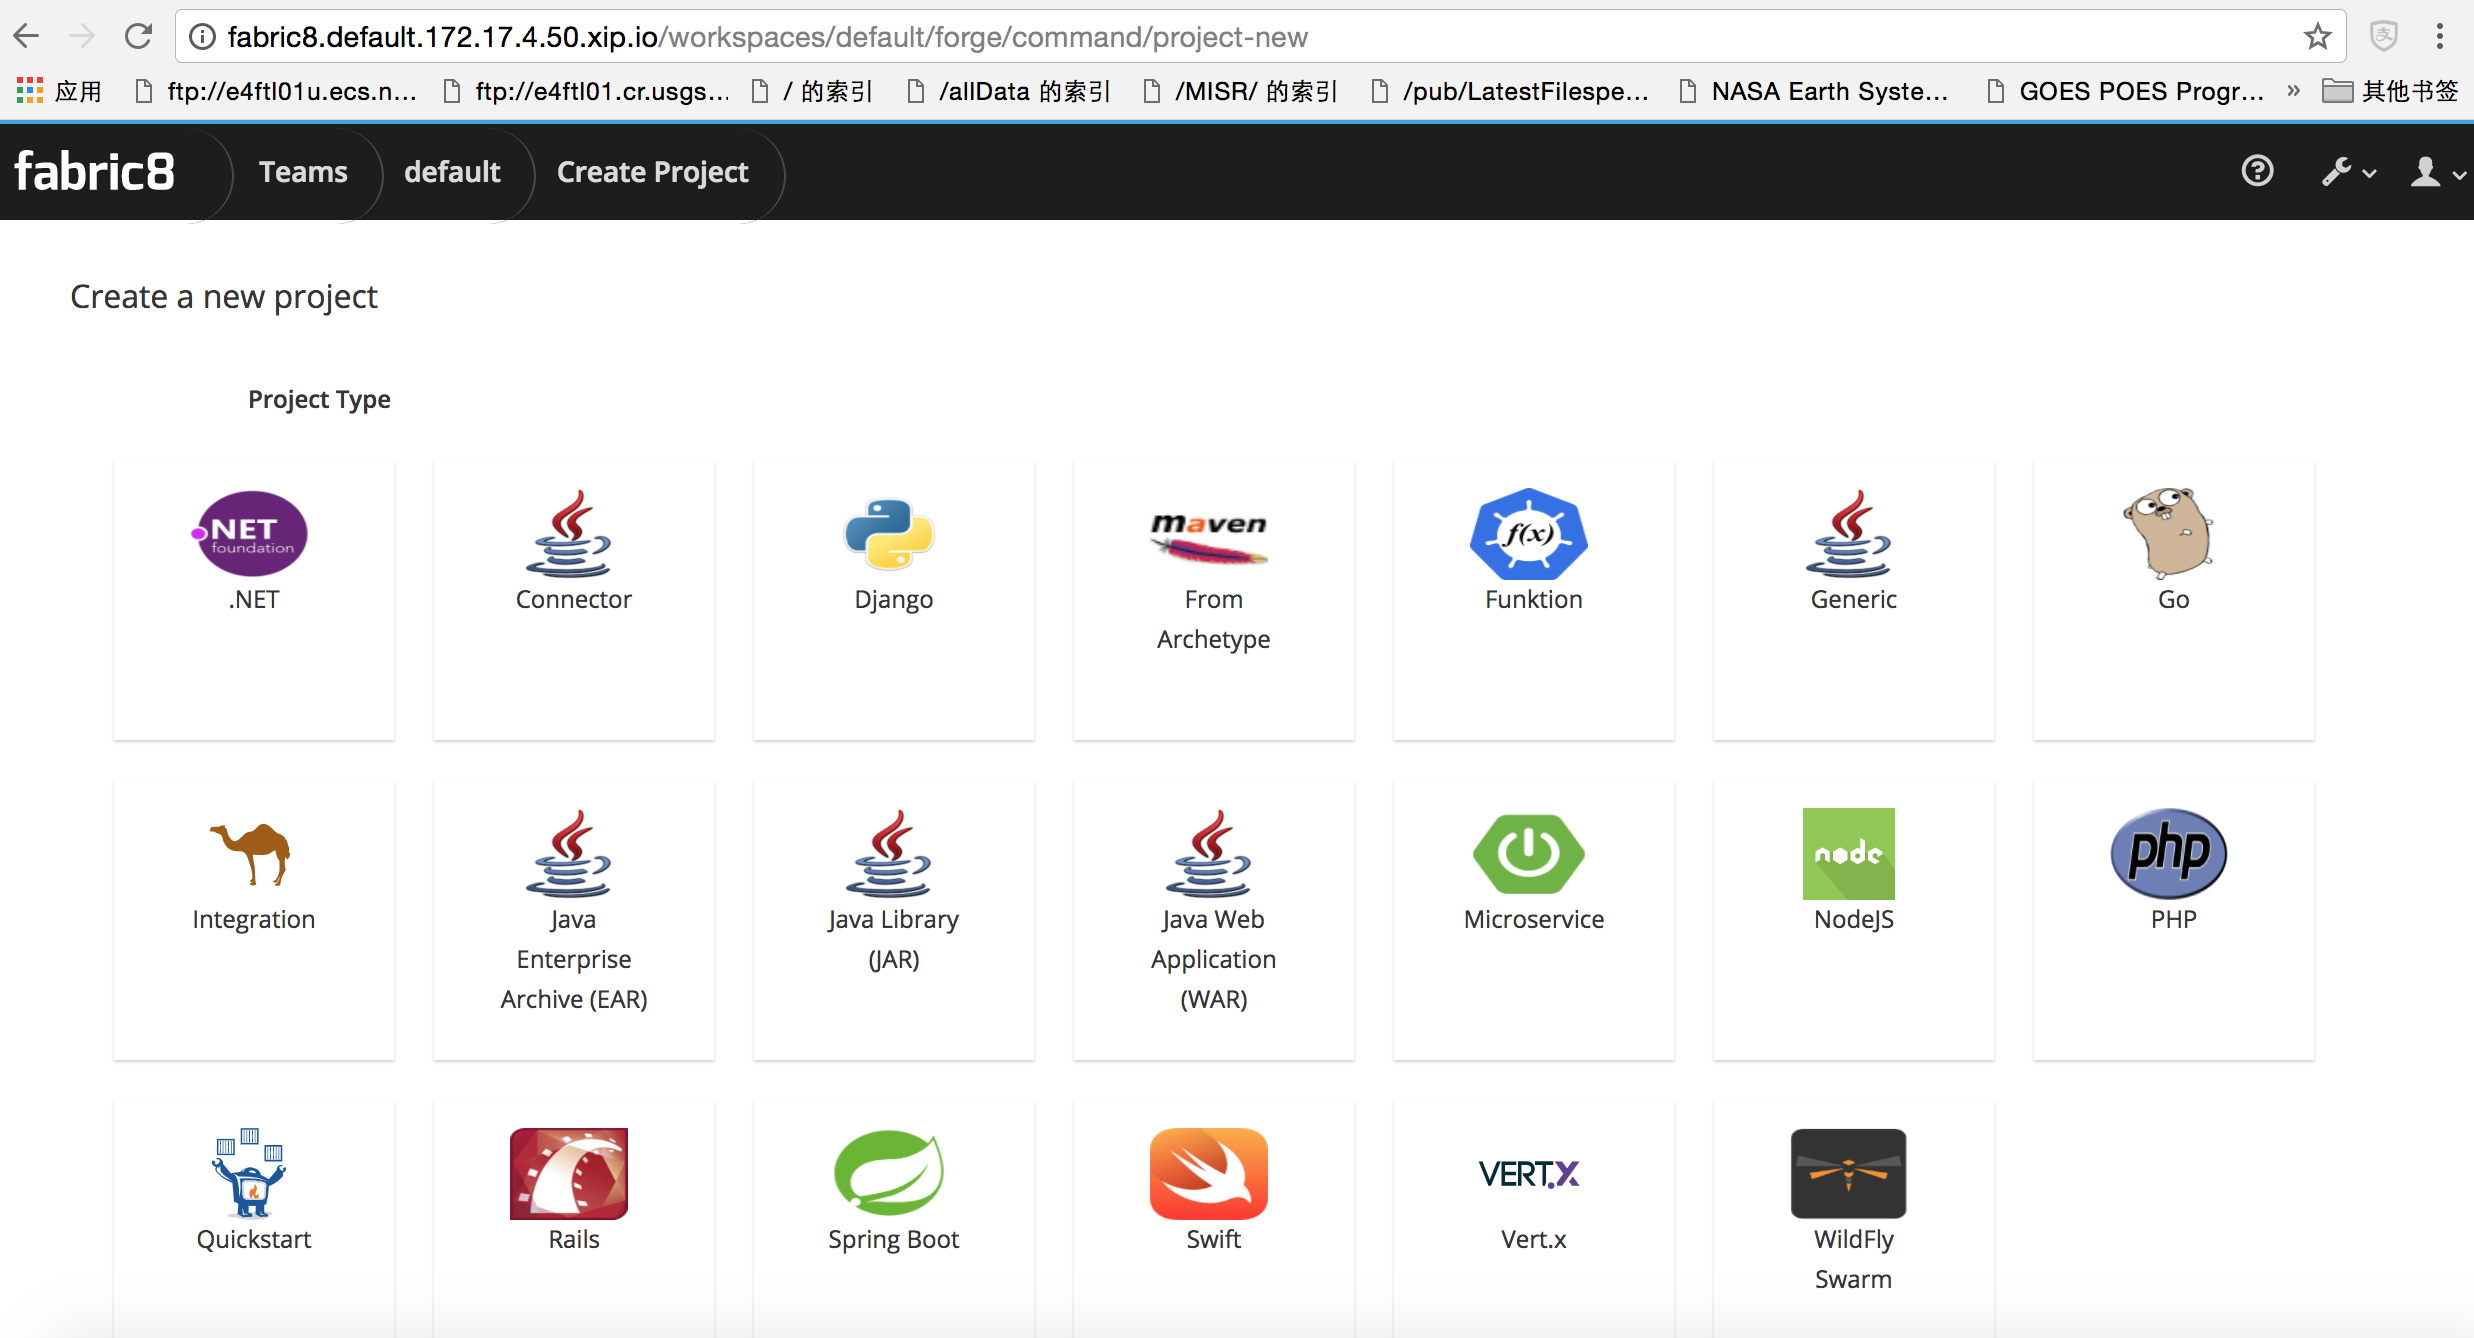 fabric8.default.172.17.4.50.xip.io/workspaces/default/forge/command/project-new
应用 ftp://e4ftl01u.ecs.n... ftp://e4ftl01.cr.usgs... / 的索引 /allData 的索引 /MISR/ 的索引 /pub/LatestFilespe... NASA Earth Syste... GOES POES Progr... » 其他书签
fabric8 Teams default Create Project
Create a new project
Project Type
.NET foundation
maven
f(x)
.NET Connector Django From Archetype Funktion Generic Go
node
php
Integration Java Enterprise Archive (EAR) Java Library (JAR) Java Web Application (WAR) Microservice NodeJS PHP
VERT.X
Quickstart Rails Spring Boot Swift Vert.x WildFly Swarm